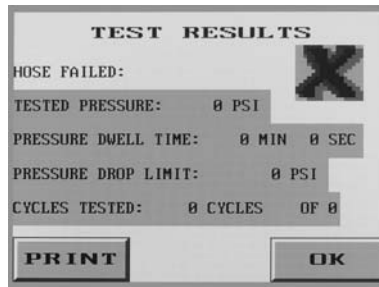 TEST RESULTS
HOSE FAILED:
TESTED PRESSURE: 0 PSI
PRESSURE DWELL TIME: 0 MIN 0 SEC
PRESSURE DROP LIMIT: 0 PSI
CYCLES TESTED: 0 CYCLES OF 0
PRINT OK